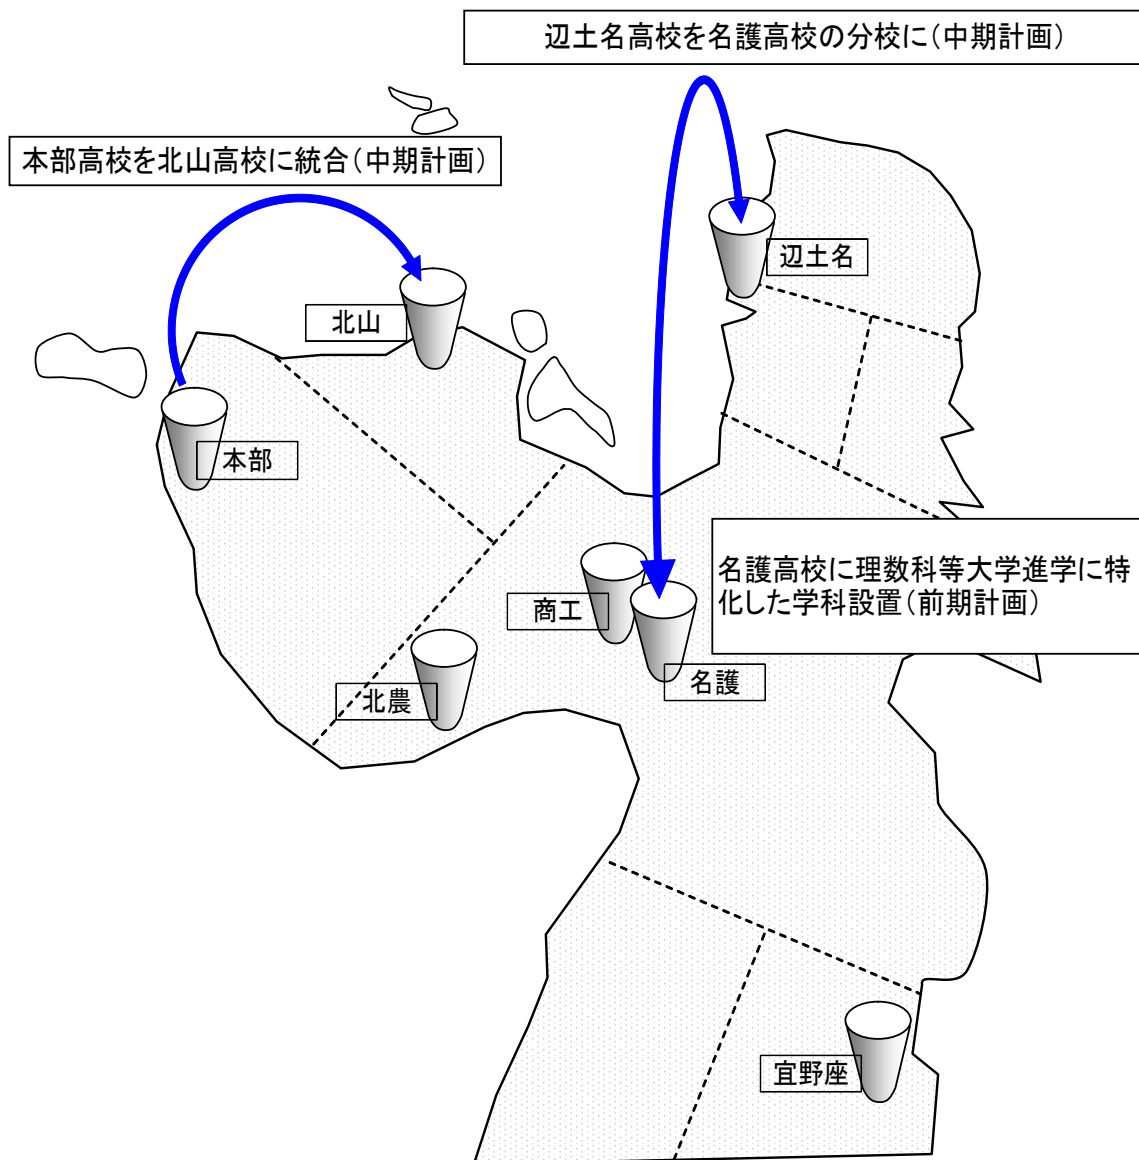 辺土名高校を名護高校の分校に（中期計画）
本部高校を北山高校に統合（中期計画）
辺土名
北山
本部
名護高校に理数科等大学進学に特
化した学科設置（前期計画）
商工
名護
北農
宜野座